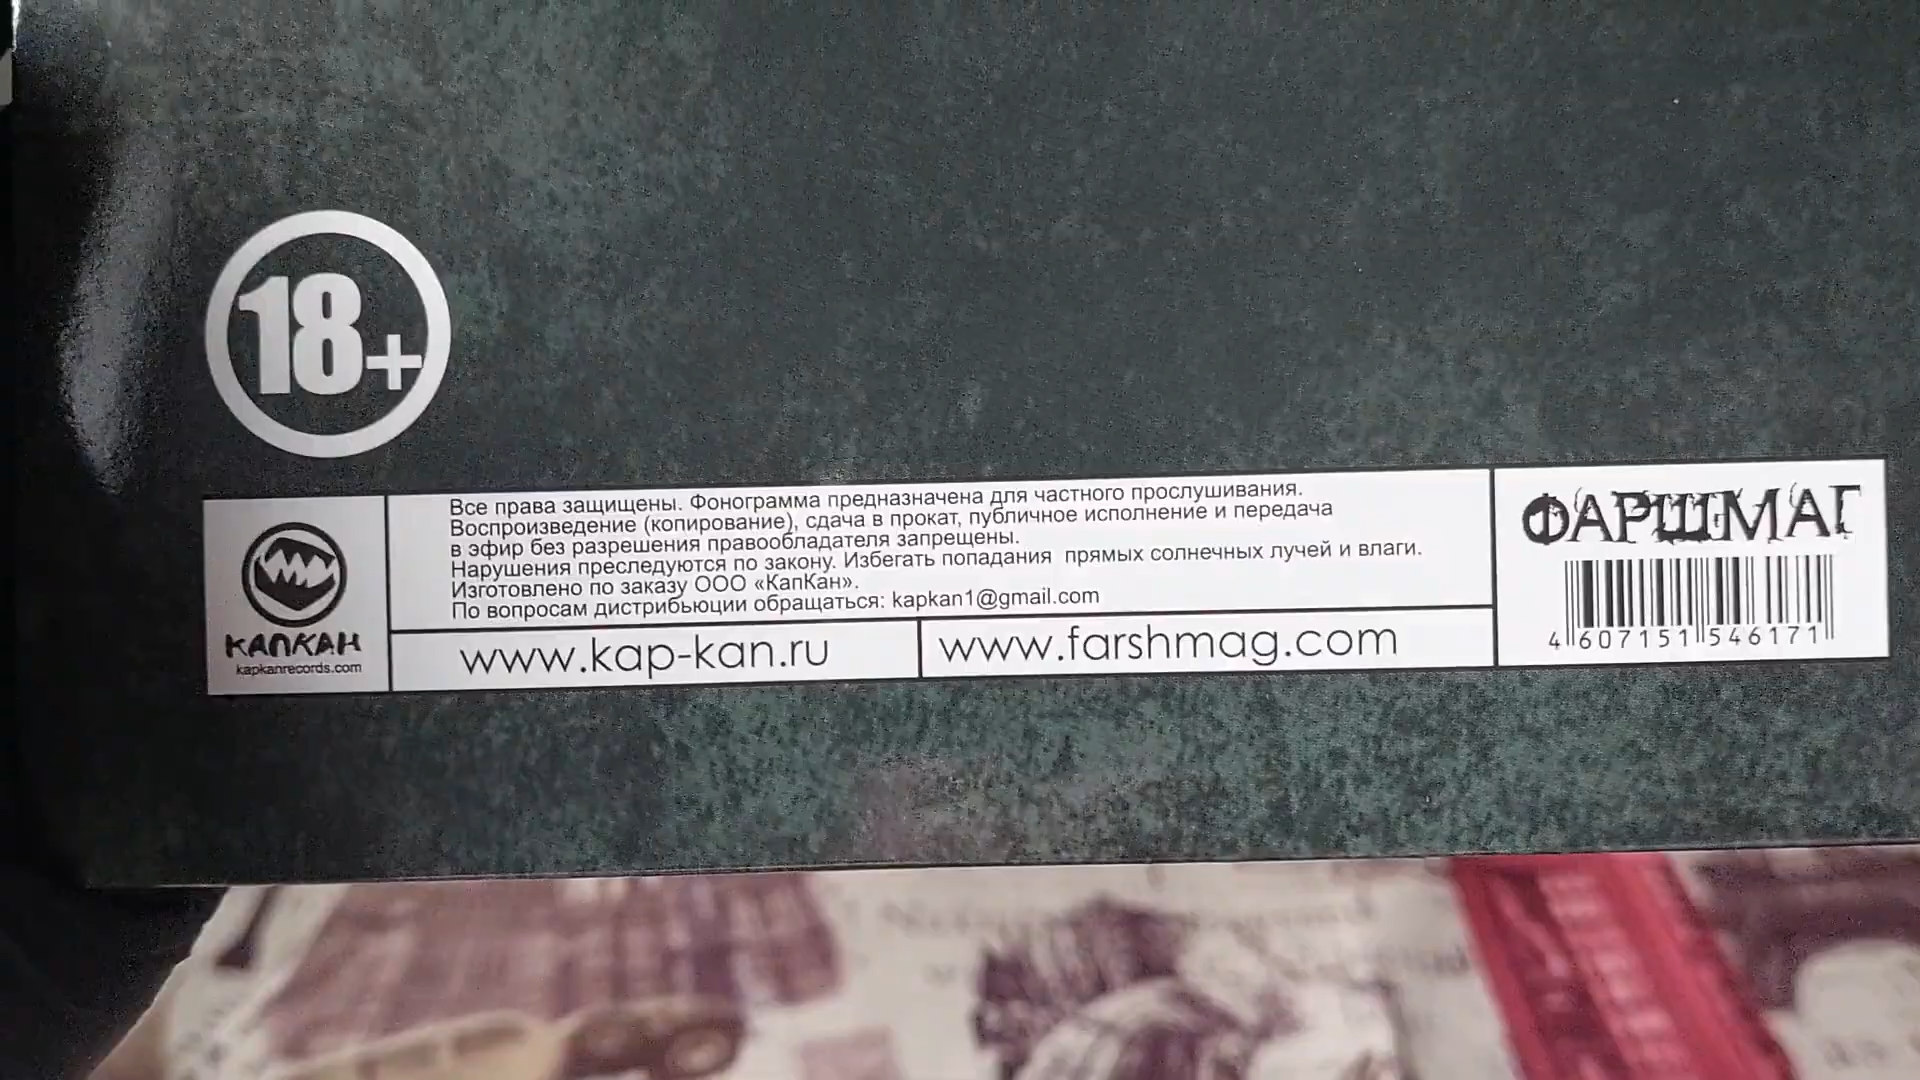 18+
Все права защищены. Фонограмма предназначена для частного прослушивания.
Воспроизведение (копирование), сдача в прокат, публичное исполнение и передача
в эфир без разрешения правообладателя запрещены.
Нарушения преследуются по закону. Избегать попадания прямых солнечных лучей и влаги.
Изготовлено по заказу ООО «КапКан».
По вопросам дистрибьюции обращаться: kapkan1@gmail.com
КАПКАН
kapkanrecords.com
www.kap-kan.ru
www.farshmag.com
ФАРШМАГ
4 607151 546171